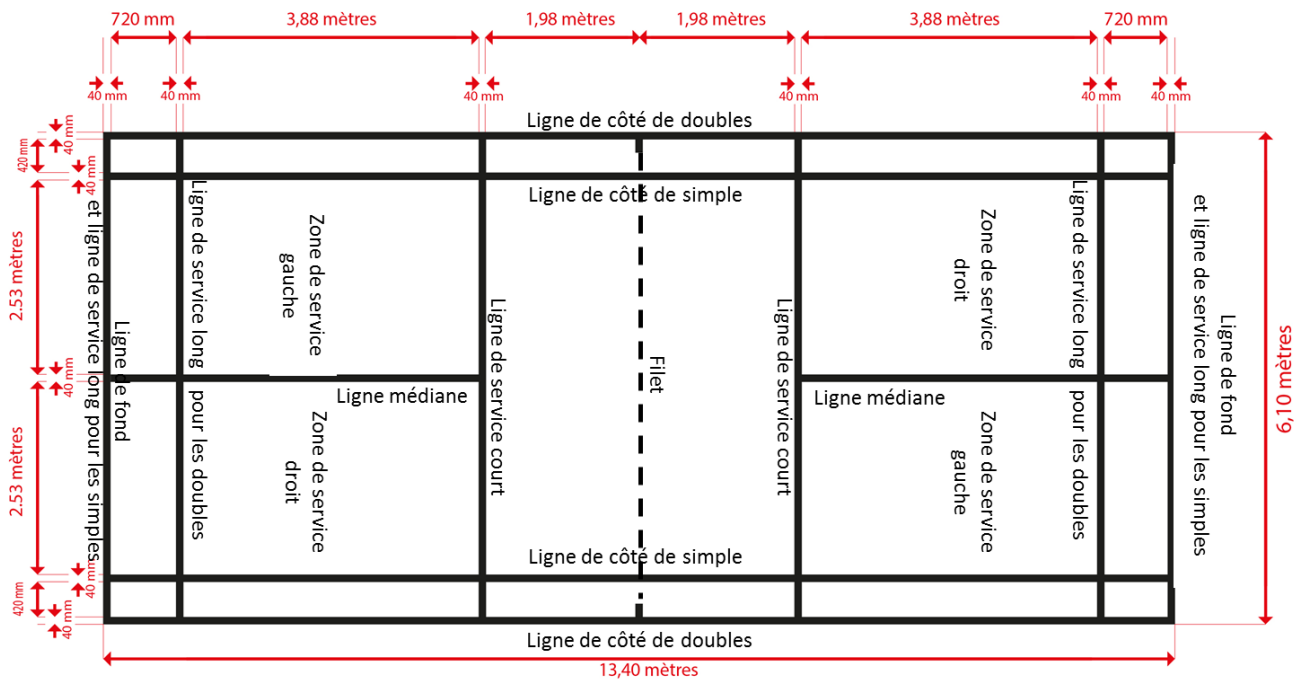 720 mm
3,88 mètres
1,98 mètres
1,98 mètres
3,88 mètres
720 mm
40 mm
40 mm
40 mm
40 mm
40 mm
40 mm
Ligne de côté de doubles
40 mm
420 mm
40 mm
Ligne de côté de simple
2.53 mètres
Ligne de fond
et ligne de service long pour les simples
Ligne de service long pour les doubles
Zone de service
gauche
Ligne de service court
Filet
Ligne de service court
Zone de service
droit
Ligne de service long pour les doubles
Ligne de fond
et ligne de service long pour les simples
6,10 mètres
40 mm
Ligne médiane
Ligne médiane
2.53 mètres
Zone de service
droit
Zone de service
gauche
Ligne de côté de simple
40 mm
420 mm
40 mm
Ligne de côté de doubles
13,40 mètres